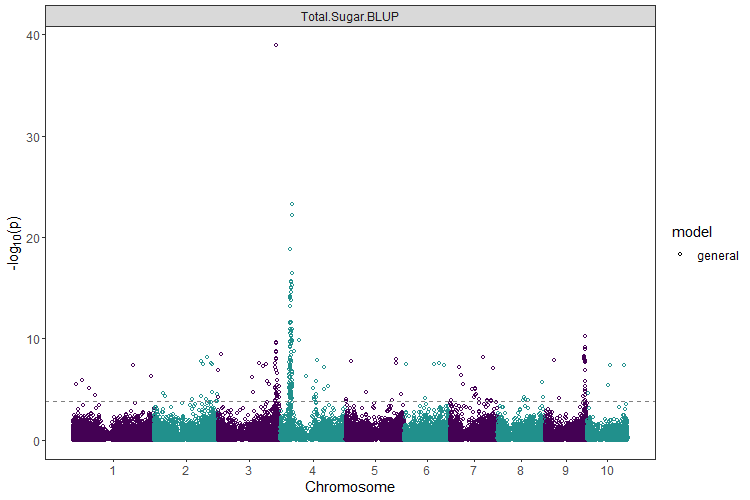 Total.Sugar.BLUP
40
30
20
10
0
-log10(p)
1 2 3 4 5 6 7 8 9 10
Chromosome
model
general